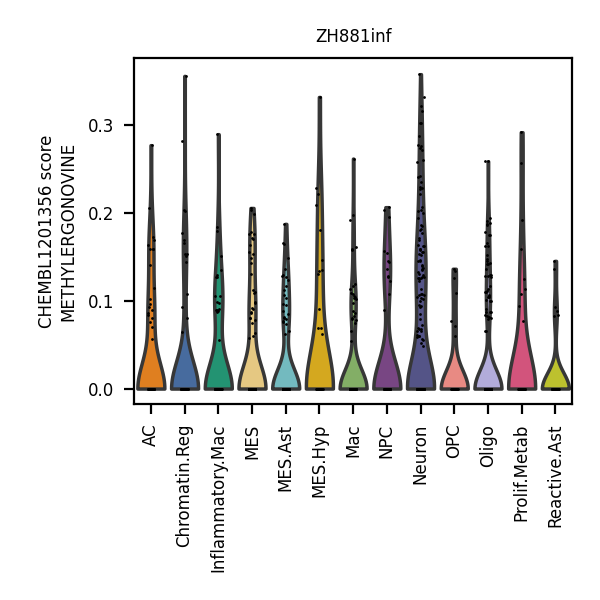 ZH881inf
CHEMBL1201356 score
METHYLERGONOVINE
0.3
0.2
0.1
0.0
AC
Chromatin.Reg
Inflammatory.Mac
MES
MES.Ast
MES.Hyp
Mac
NPC
Neuron
OPC
Oligo
Prolif.Metab
Reactive.Ast